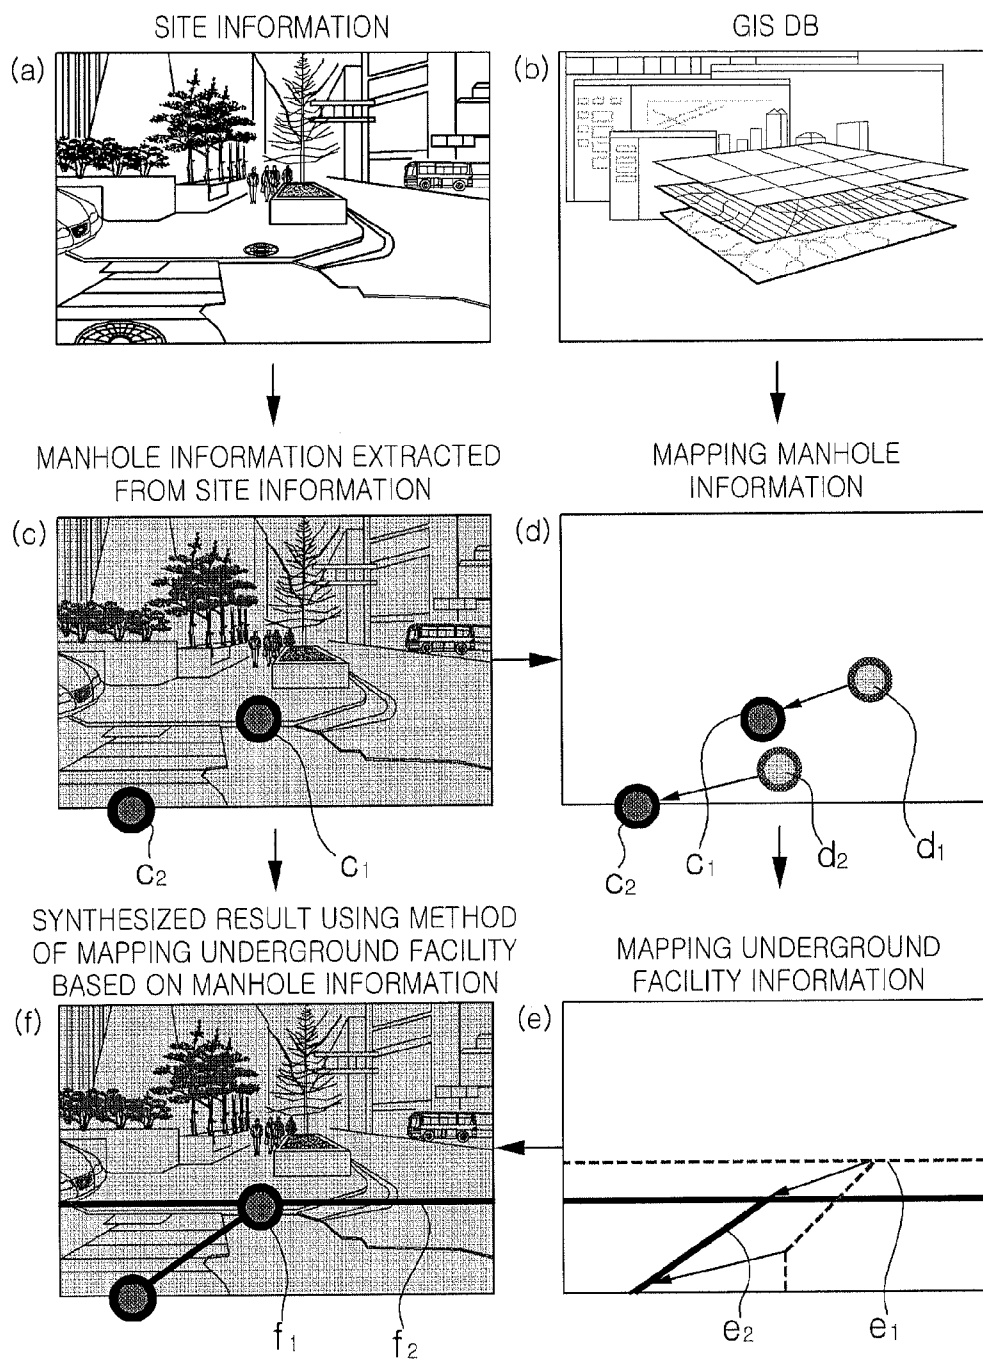 SITE INFORMATION
GIS DB
(a)
(b)
MANHOLE INFORMATION EXTRACTED
FROM SITE INFORMATION
MAPPING MANHOLE
INFORMATION
(c)
(d)
c2
c1
c2
c1
d2
d1
SYNTHESIZED RESULT USING METHOD
OF MAPPING UNDERGROUND FACILITY
BASED ON MANHOLE INFORMATION
MAPPING UNDERGROUND
FACILITY INFORMATION
(f)
(e)
f1
f2
e2
e1